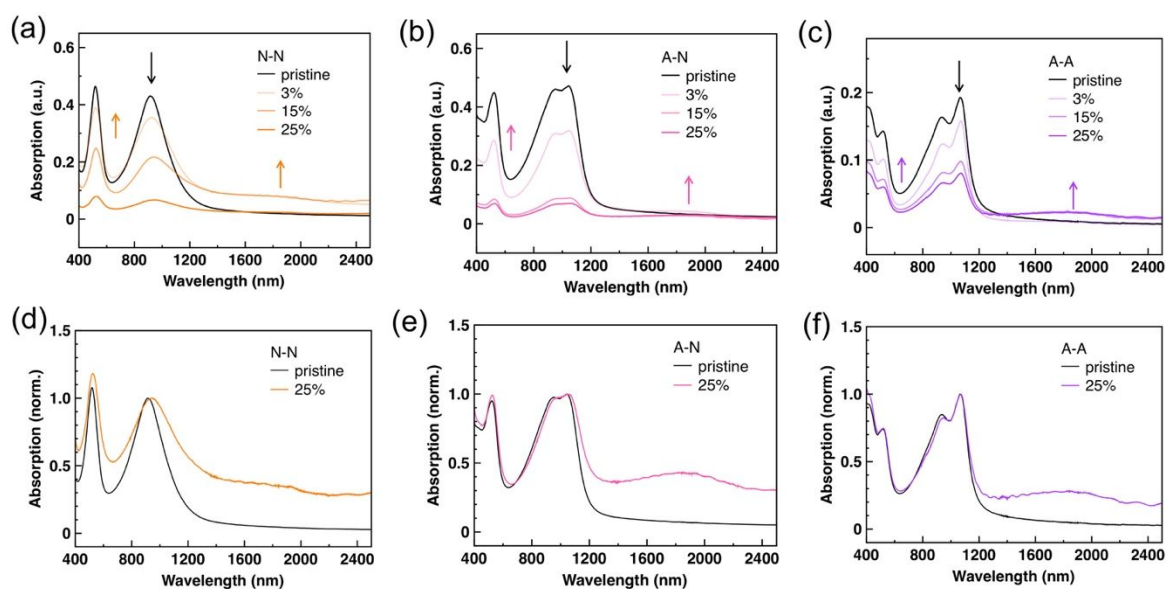 (a)
N-N
pristine
3%
15%
25%
0.6
0.4
0.2
0
Absorption (a.u.)
400 800 1200 1600 2000 2400
Wavelength (nm)
(b)
A-N
pristine
3%
15%
25%
0.6
0.4
0.2
0
Absorption (a.u.)
400 800 1200 1600 2000 2400
Wavelength (nm)
(c)
A-A
pristine
3%
15%
25%
0.2
0.1
0
Absorption (a.u.)
400 800 1200 1600 2000 2400
Wavelength (nm)
(d)
N-N
pristine
25%
1.5
1.0
0.5
0
Absorption (norm.)
400 800 1200 1600 2000 2400
Wavelength (nm)
(e)
A-N
pristine
25%
1.5
1.0
0.5
0
Absorption (norm.)
400 800 1200 1600 2000 2400
Wavelength (nm)
(f)
A-A
pristine
25%
1.5
1.0
0.5
0
Absorption (norm.)
400 800 1200 1600 2000 2400
Wavelength (nm)